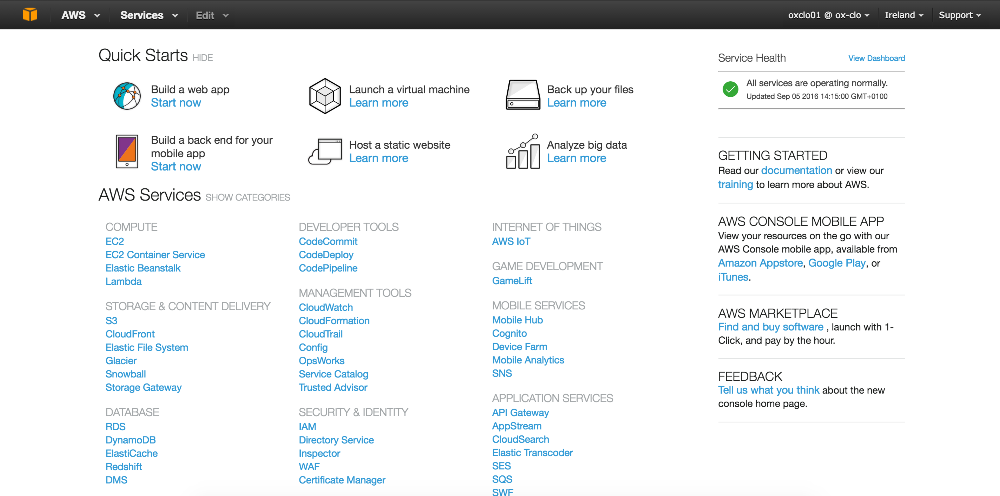 AWS Services Edit oxclo01 @ ox-clo Ireland Support
Quick Starts HIDE
Build a web app
Start now
Launch a virtual machine
Learn more
Back up your files
Learn more
Build a back end for your
mobile app
Start now
Host a static website
Learn more
Analyze big data
Learn more
AWS Services SHOW CATEGORIES
COMPUTE
EC2
EC2 Container Service
Elastic Beanstalk
Lambda
STORAGE & CONTENT DELIVERY
S3
CloudFront
Elastic File System
Glacier
Snowball
Storage Gateway
DATABASE
RDS
DynamoDB
ElastiCache
Redshift
DMS
DEVELOPER TOOLS
CodeCommit
CodeDeploy
CodePipeline
MANAGEMENT TOOLS
CloudWatch
CloudFormation
CloudTrail
Config
OpsWorks
Service Catalog
Trusted Advisor
SECURITY & IDENTITY
IAM
Directory Service
Inspector
WAF
Certificate Manager
INTERNET OF THINGS
AWS IoT
GAME DEVELOPMENT
GameLift
MOBILE SERVICES
Mobile Hub
Cognito
Device Farm
Mobile Analytics
SNS
APPLICATION SERVICES
API Gateway
AppStream
CloudSearch
Elastic Transcoder
SES
SQS
SWF
Service Health View Dashboard
All services are operating normally.
Updated Sep 05 2016 14:15:00 GMT+0100
GETTING STARTED
Read our documentation or view our
training to learn more about AWS.
AWS CONSOLE MOBILE APP
View your resources on the go with our
AWS Console mobile app, available from
Amazon Appstore, Google Play, or
iTunes.
AWS MARKETPLACE
Find and buy software , launch with 1-
Click, and pay by the hour.
FEEDBACK
Tell us what you think about the new
console home page.